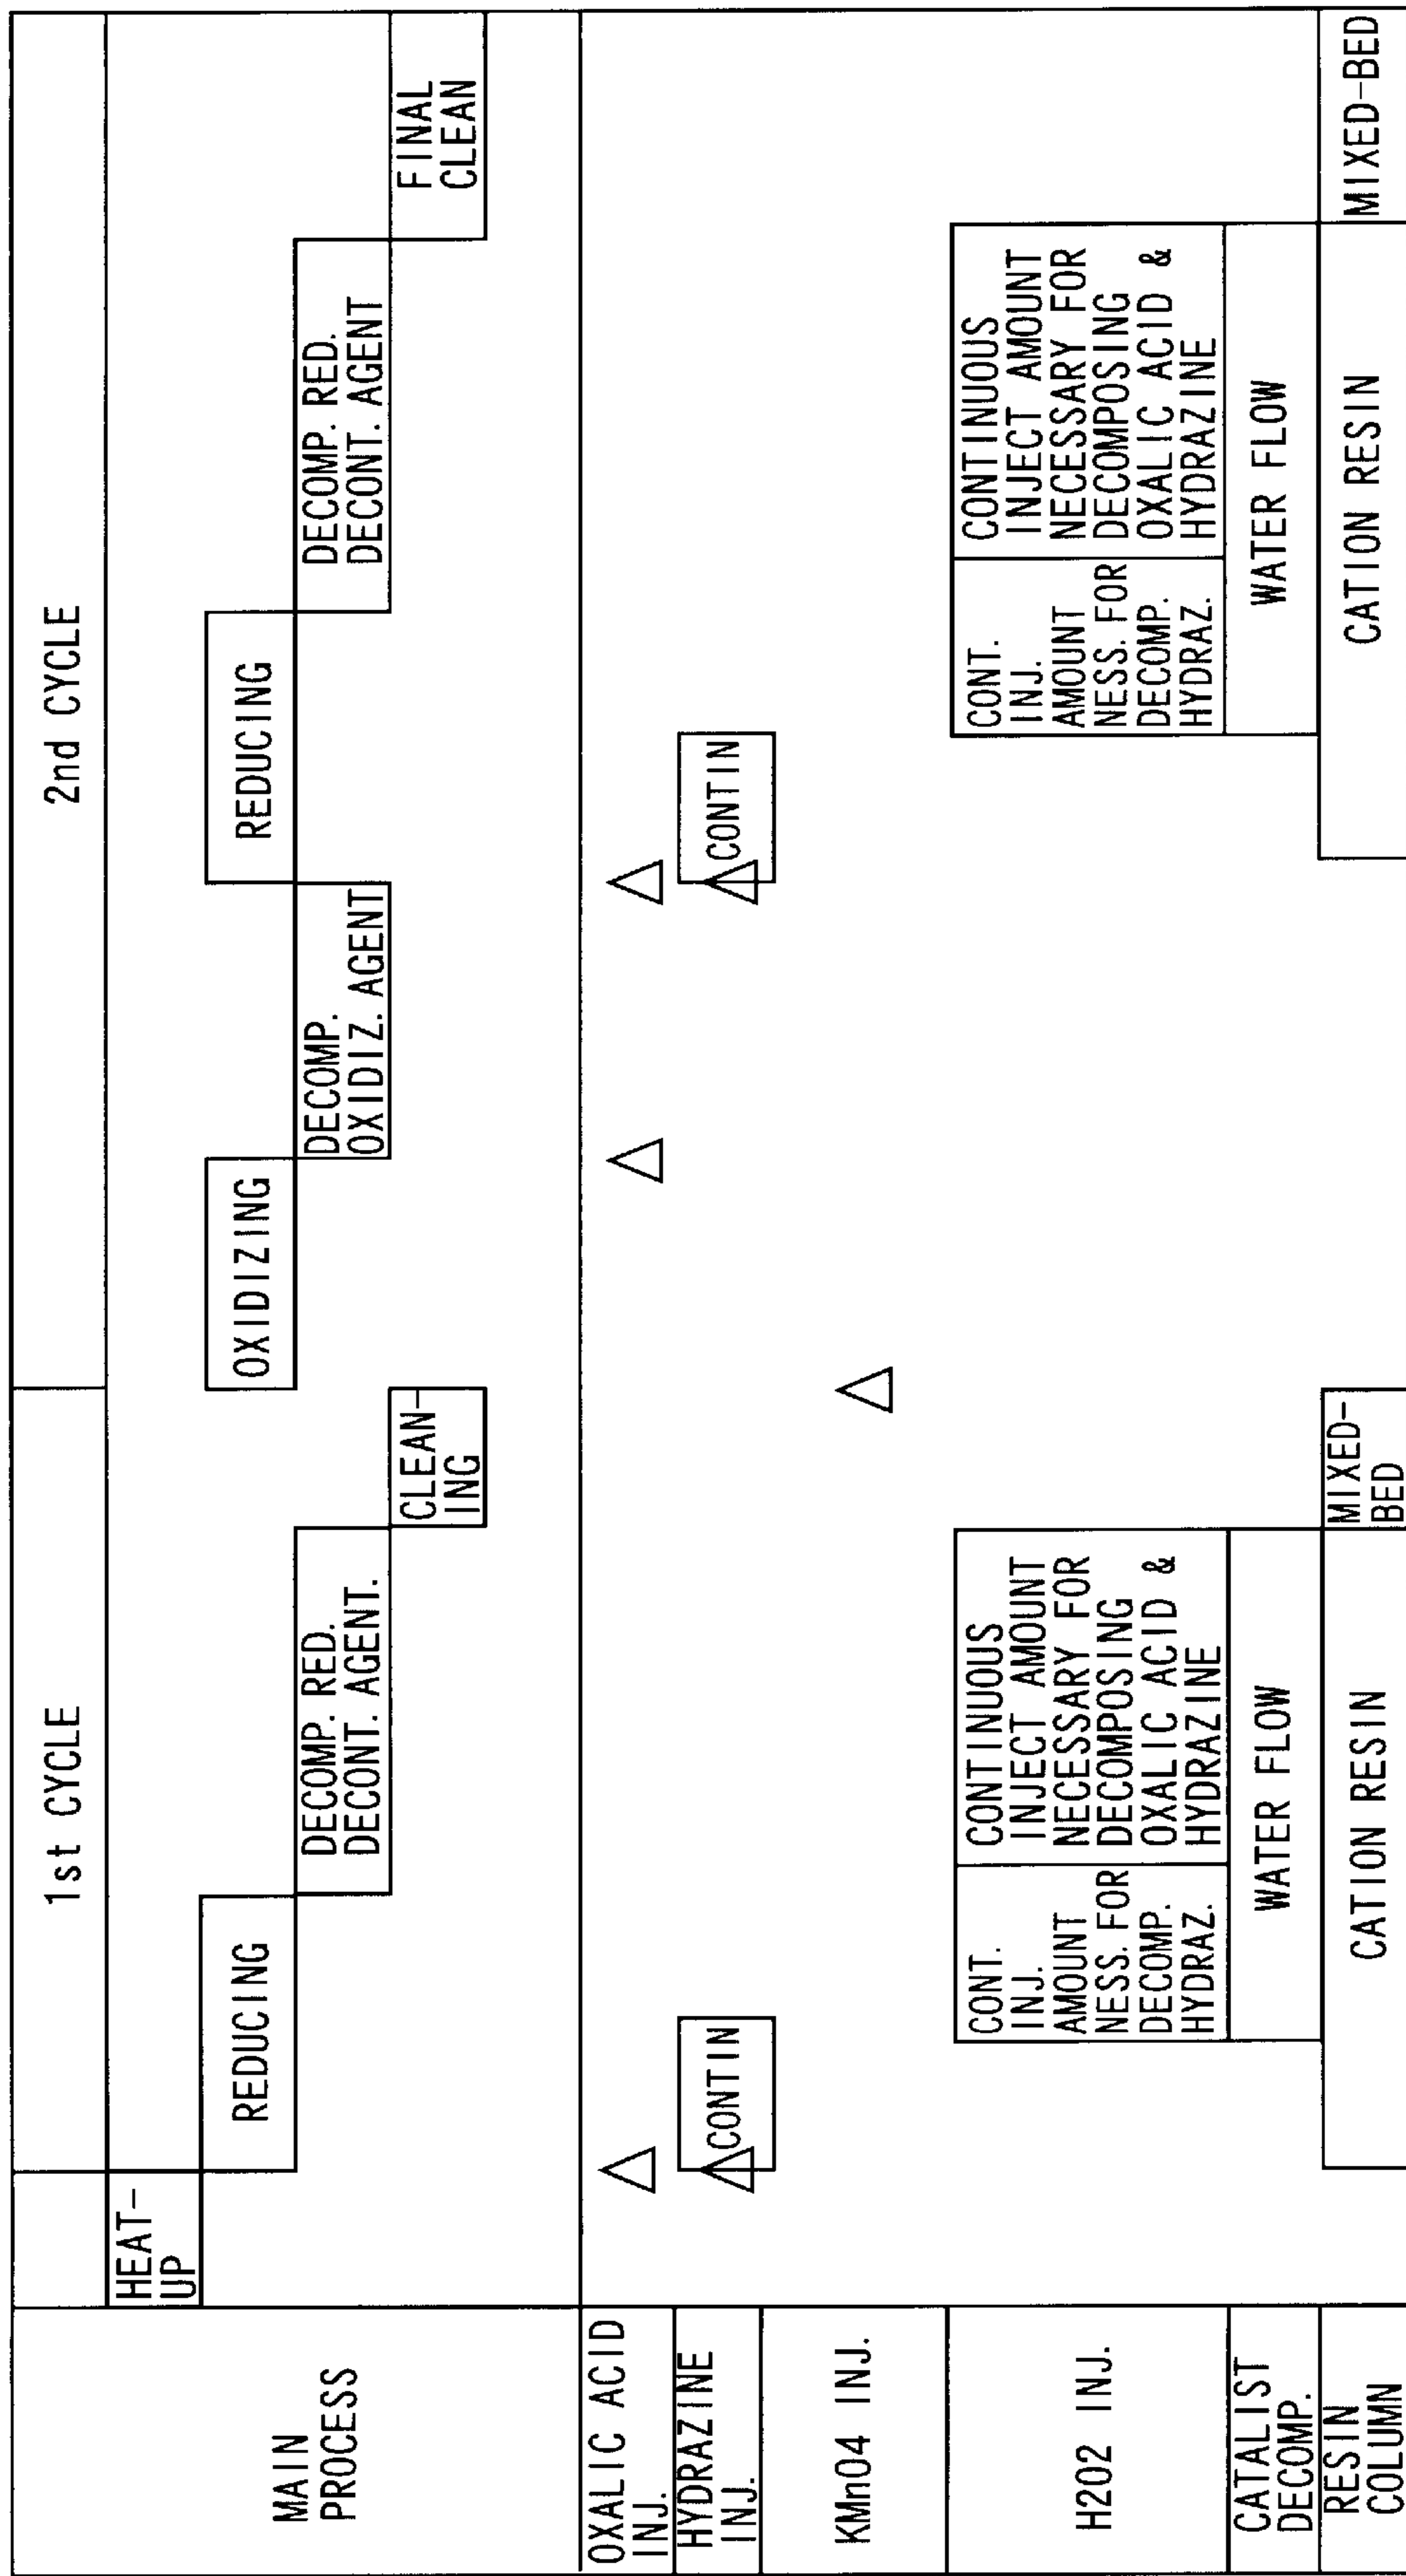 1st CYCLE
2nd CYCLE
MAIN
PROCESS
HEAT-
UP
REDUCING
DECOMP. RED.
DECONT. AGENT.
CLEAN-
ING
OXIDIZING
DECOMP.
OXIDIZ. AGENT
REDUCING
DECOMP. RED.
DECONT. AGENT
FINAL
CLEAN
OXALIC ACID
INJ.
HYDRAZINE
INJ.
CONTIN
CONTIN
KMnO4 INJ.
H2O2 INJ.
CONT.
INJ.
AMOUNT
NESS. FOR
DECOMP.
HYDRAZ.
CONTINUOUS
INJECT AMOUNT
NECESSARY FOR
DECOMPOSING
OXALIC ACID &
HYDRAZINE
CONT.
INJ.
AMOUNT
NESS. FOR
DECOMP.
HYDRAZ.
CONTINUOUS
INJECT AMOUNT
NECESSARY FOR
DECOMPOSING
OXALIC ACID &
HYDRAZINE
CATALIST
DECOMP.
WATER FLOW
WATER FLOW
RESIN
COLUMN
CATION RESIN
MIXED-
BED
CATION RESIN
MIXED-BED